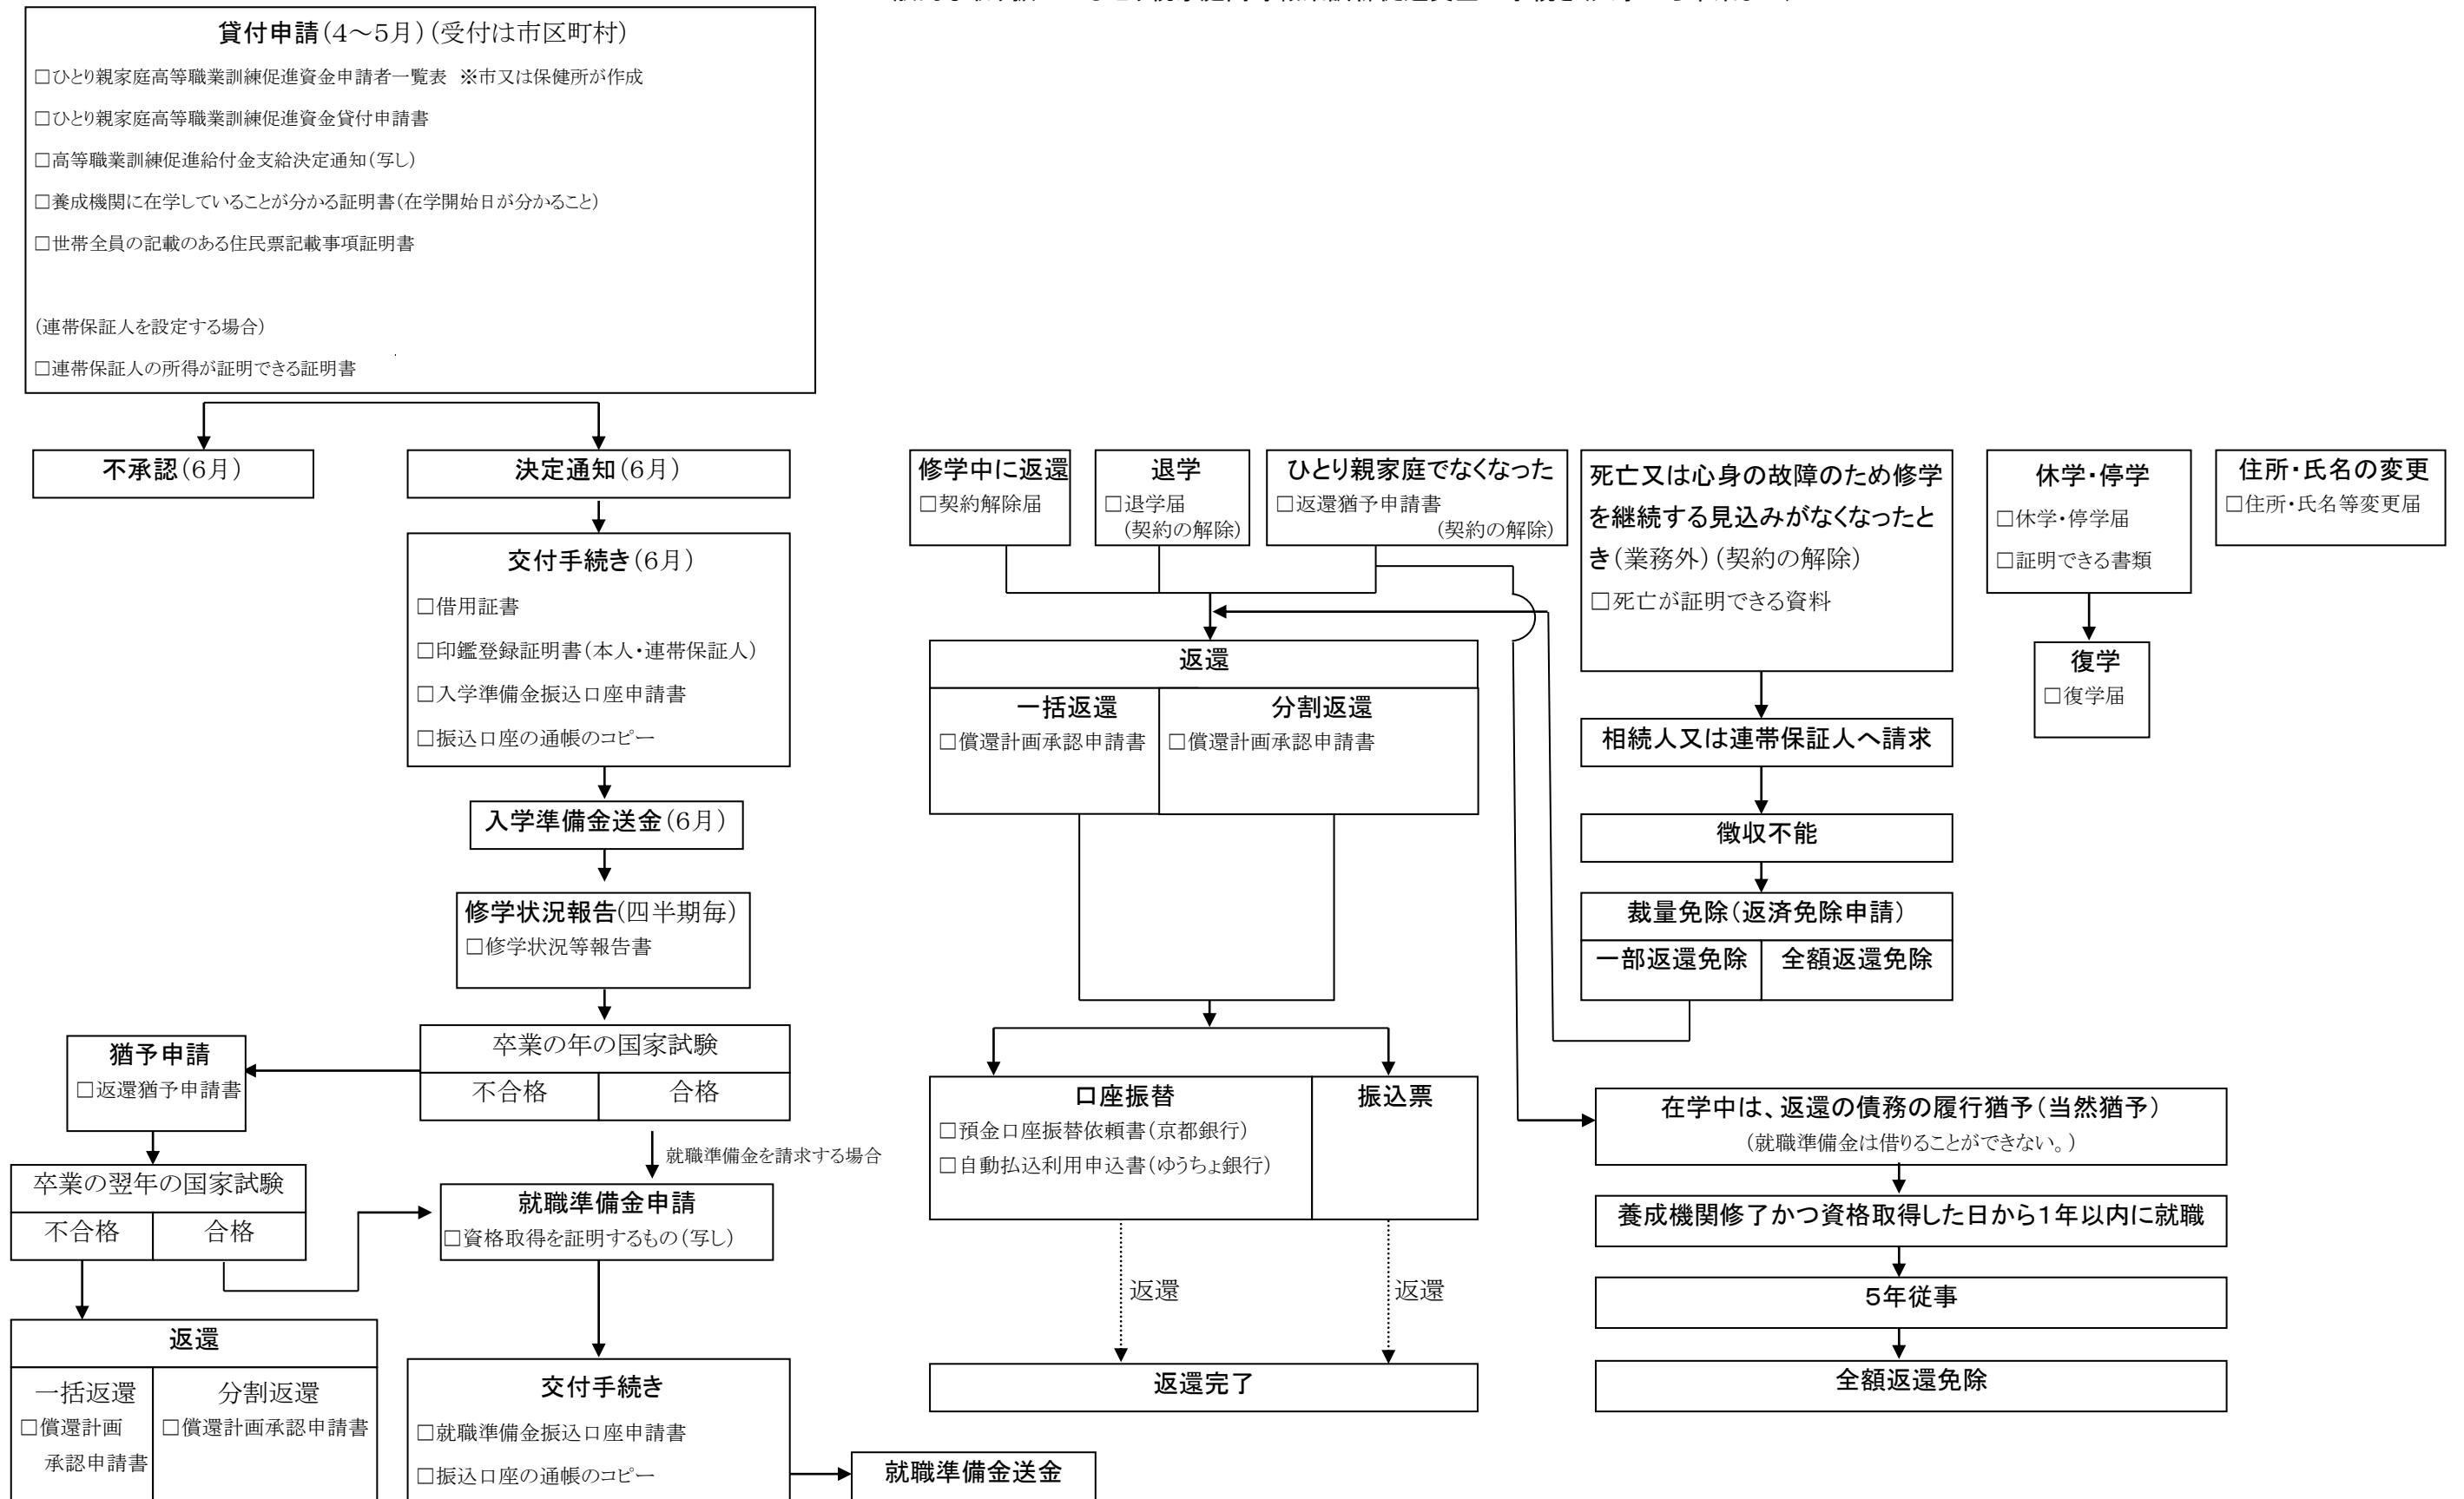 貸付申請(4～5月)(受付は市区町村)
□ひとり親家庭高等職業訓練促進資金申請者一覧表 ※市又は保健所が作成
□ひとり親家庭高等職業訓練促進資金貸付申請書
□高等職業訓練促進給付金支給決定通知(写し)
□養成機関に在学していることが分かる証明書(在学開始日が分かること)
□世帯全員の記載のある住民票記載事項証明書
(連帯保証人を設定する場合)
□連帯保証人の所得が証明できる証明書
不承認(6月)
決定通知(6月)
交付手続き(6月)
□借用証書
□印鑑登録証明書(本人・連帯保証人)
□入学準備金振込口座申請書
□振込口座の通帳のコピー
入学準備金送金(6月)
修学状況報告(四半期毎)
□修学状況等報告書
卒業の年の国家試験
不合格
合格
猶予申請
□返還猶予申請書
卒業の翌年の国家試験
不合格
合格
就職準備金を請求する場合
就職準備金申請
□資格取得を証明するもの(写し)
返還
一括返還
□償還計画
承認申請書
分割返還
□償還計画承認申請書
交付手続き
□就職準備金振込口座申請書
□振込口座の通帳のコピー
就職準備金送金
修学中に返還
□契約解除届
退学
□退学届
(契約の解除)
ひとり親家庭でなくなった
□返還猶予申請書
(契約の解除)
返還
一括返還
□償還計画承認申請書
分割返還
□償還計画承認申請書
口座振替
□預金口座振替依頼書(京都銀行)
□自動払込利用申込書(ゆうちょ銀行)
振込票
返還
返還
返還完了
死亡又は心身の故障のため修学
を継続する見込みがなくなったと
き(業務外)(契約の解除)
□死亡が証明できる資料
相続人又は連帯保証人へ請求
徴収不能
裁量免除(返済免除申請)
一部返還免除
全額返還免除
在学中は、返還の債務の履行猶予(当然猶予)
(就職準備金は借りることができない。)
養成機関修了かつ資格取得した日から1年以内に就職
5年従事
全額返還免除
休学・停学
□休学・停学届
□証明できる書類
復学
□復学届
住所・氏名の変更
□住所・氏名等変更届